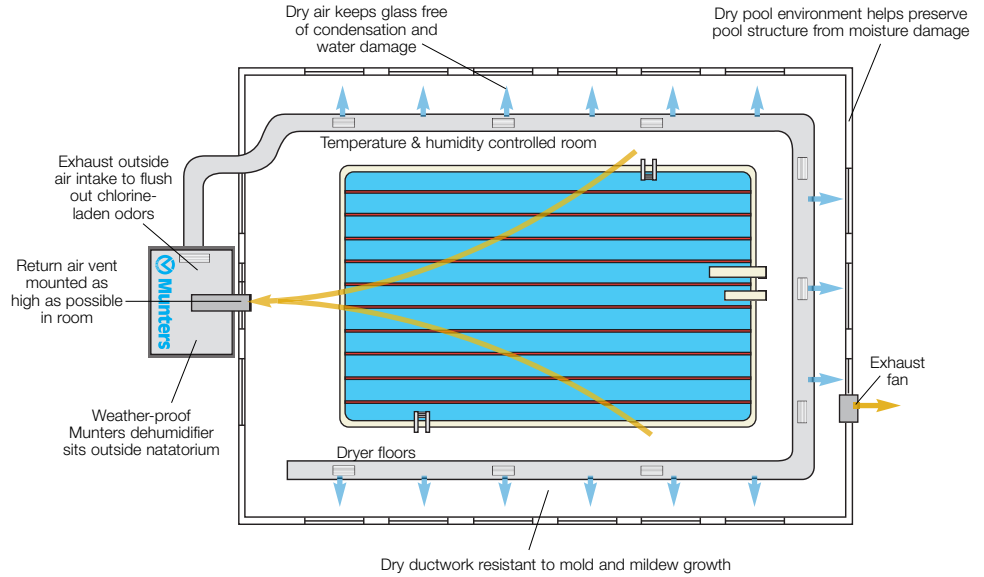 Dry air keeps glass free
of condensation and
water damage
Dry pool environment helps preserve
pool structure from moisture damage
Temperature & humidity controlled room
Exhaust outside
air intake to flush
out chlorine-
laden odors
Return air vent
mounted as
high as possible
in room
Munters
Exhaust
fan
Weather-proof
Munters dehumidifier
sits outside natatorium
Dryer floors
Dry ductwork resistant to mold and mildew growth